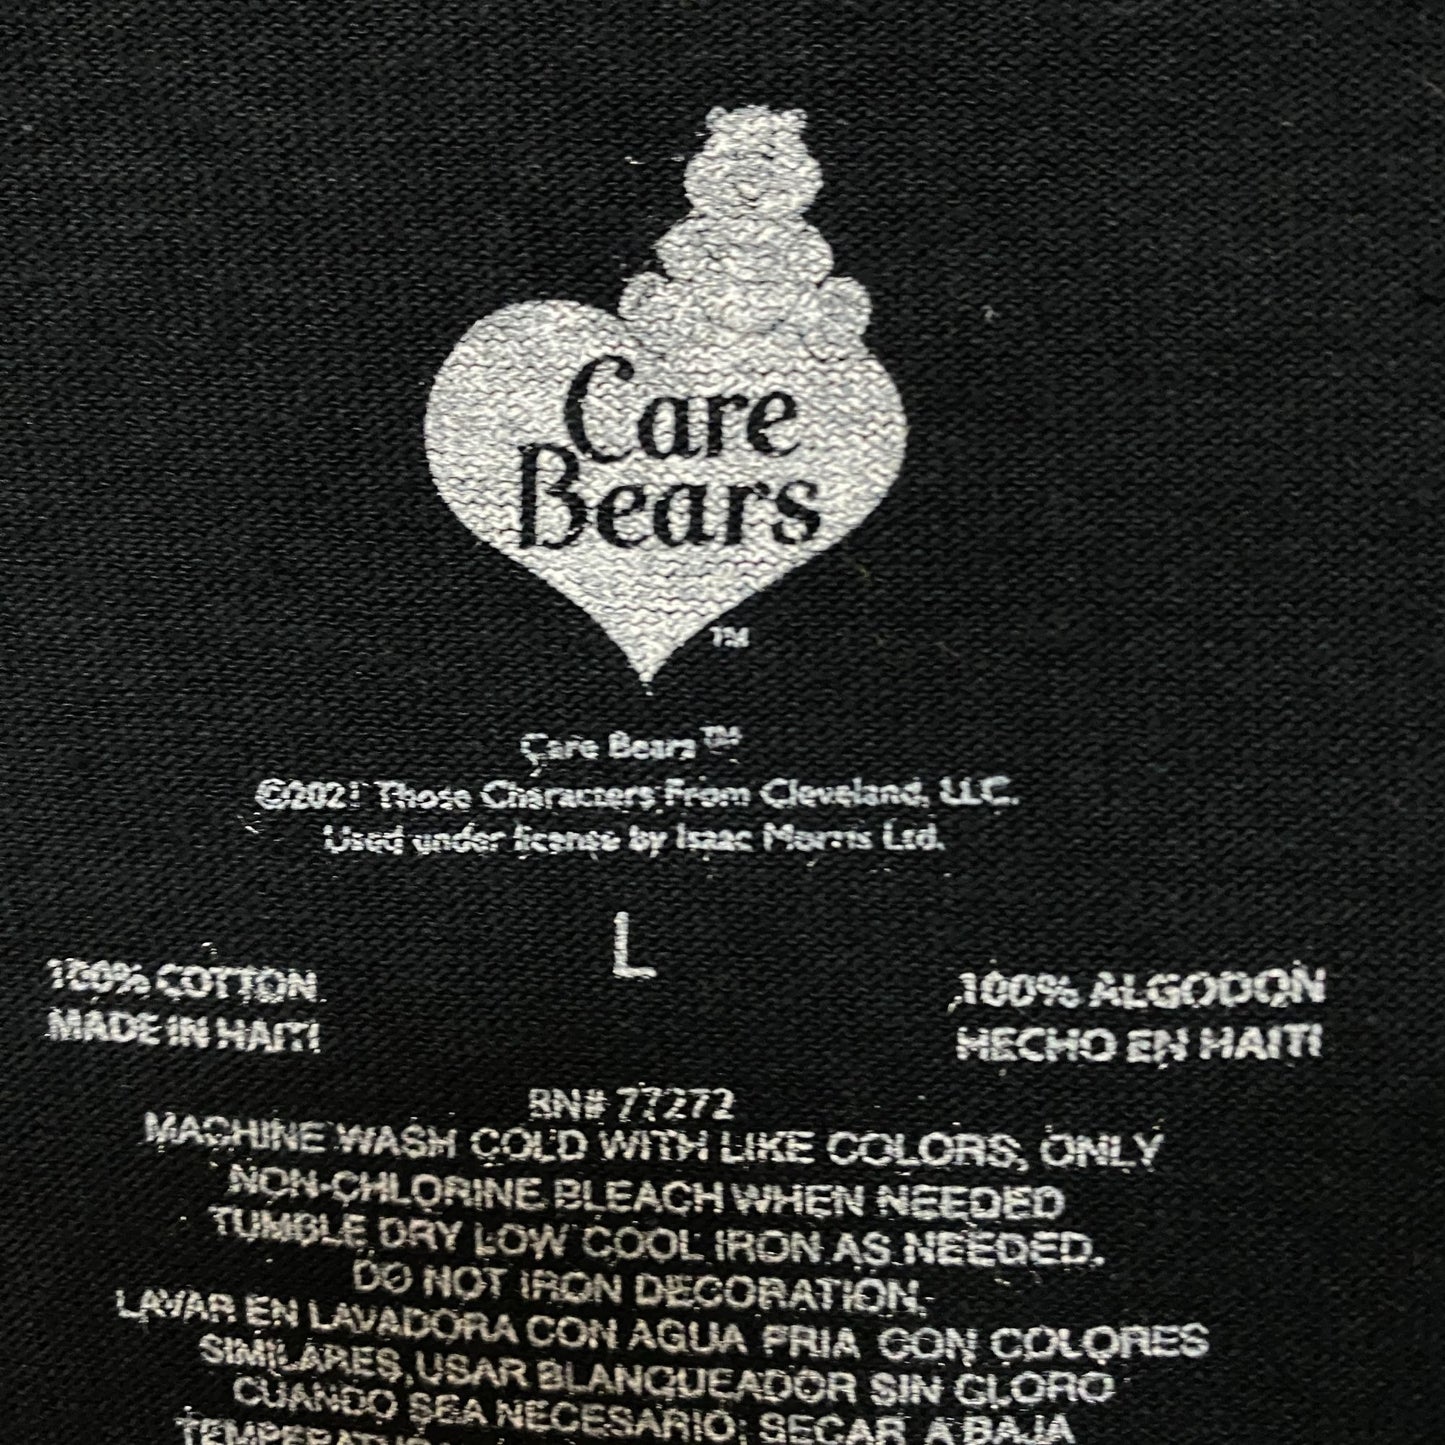 Care
Bears
TM
Care Bears™
©2021 Those Characters From Cleveland, LLC.
Used under license by Isaac Morris Ltd.
L
100% COTTON
MADE IN HAITI
100% ALGODON
HECHO EN HAITI
RN# 77272
MACHINE WASH COLD WITH LIKE COLORS, ONLY
NON-CHLORINE BLEACH WHEN NEEDED
TUMBLE DRY LOW COOL IRON AS NEEDED.
DO NOT IRON DECORATION.
LAVAR EN LAVADORA CON AGUA FRIA CON COLORES
SIMILARES, USAR BLANQUEADOR SIN CLORO
CUANDO SEA NECESARIO; SECAR A BAJA